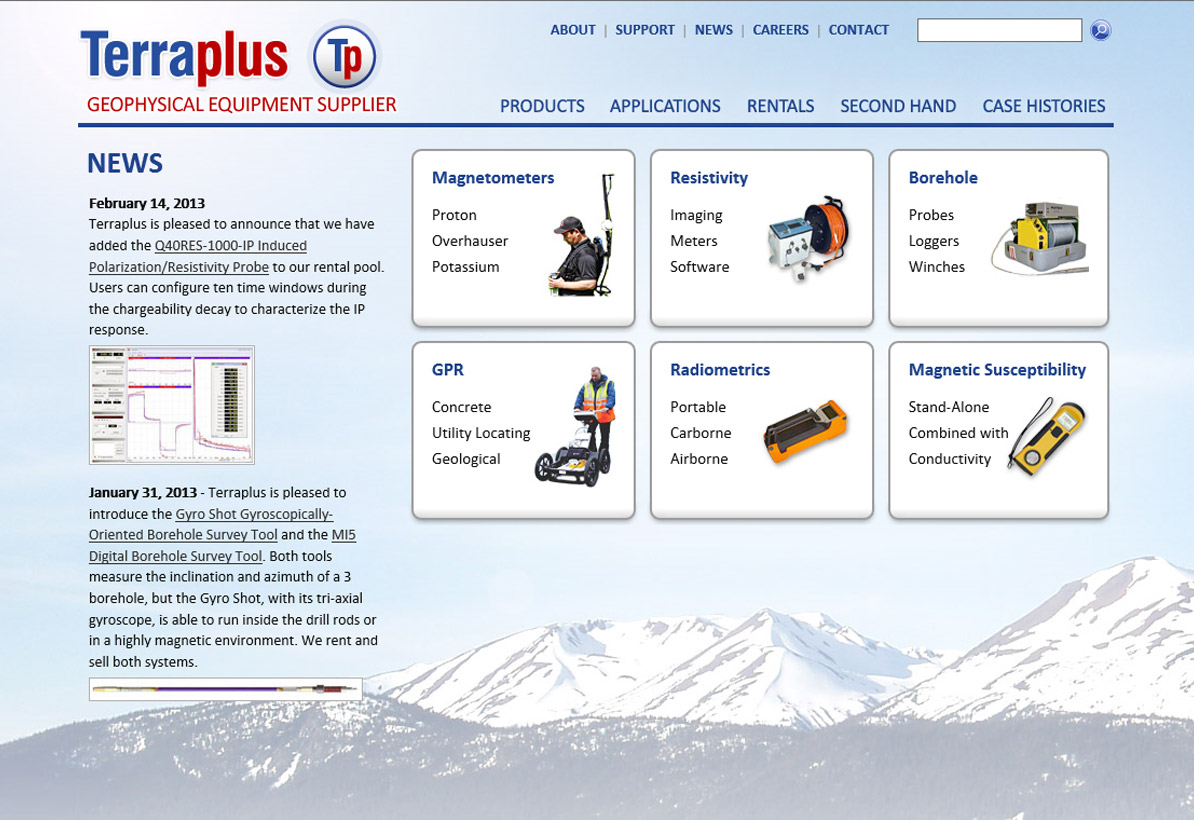 Terraplus
Tp
GEOPHYSICAL EQUIPMENT SUPPLIER
ABOUT | SUPPORT | NEWS | CAREERS | CONTACT
PRODUCTS APPLICATIONS RENTALS SECOND HAND CASE HISTORIES
NEWS
February 14, 2013
Terraplus is pleased to announce that we have
added the Q40RES-1000-IP Induced
Polarization/Resistivity Probe to our rental pool.
Users can configure ten time windows during
the chargeability decay to characterize the IP
response.
January 31, 2013 - Terraplus is pleased to
introduce the Gyro Shot Gyroscopically-
Oriented Borehole Survey Tool and the MI5
Digital Borehole Survey Tool. Both tools
measure the inclination and azimuth of a 3
borehole, but the Gyro Shot, with its tri-axial
gyroscope, is able to run inside the drill rods or
in a highly magnetic environment. We rent and
sell both systems.
Magnetometers
Proton
Overhauser
Potassium
Resistivity
Imaging
Meters
Software
Borehole
Probes
Loggers
Winches
GPR
Concrete
Utility Locating
Geological
Radiometrics
Portable
Carborne
Airborne
Magnetic Susceptibility
Stand-Alone
Combined with
Conductivity